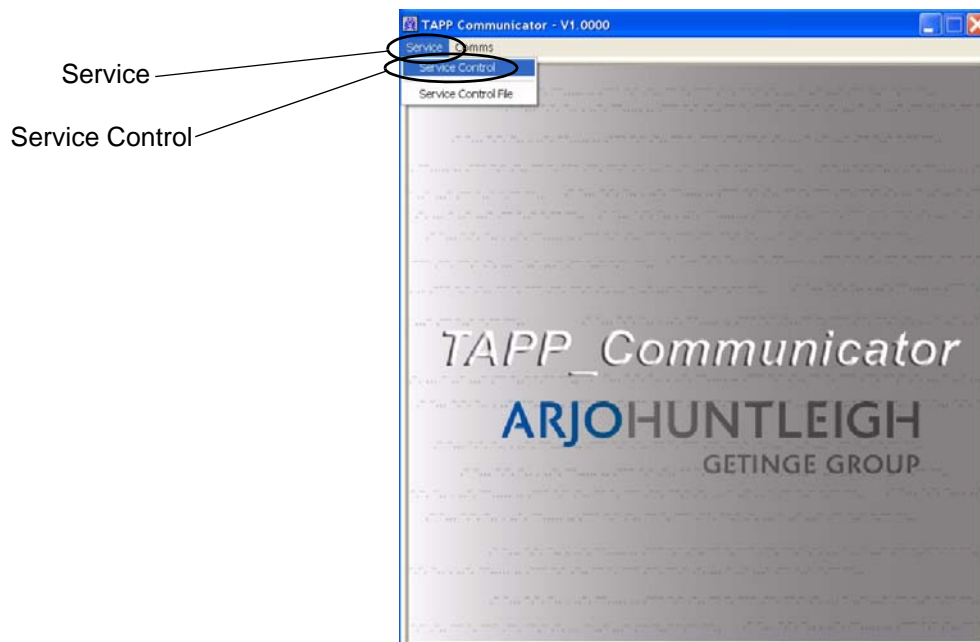 TAPP Communicator - V1.0000
Service Comms
Service Control
Service Control File
Service
Service Control
TAPP_Communicator
ARJOHUNTLEIGH
GETINGE GROUP